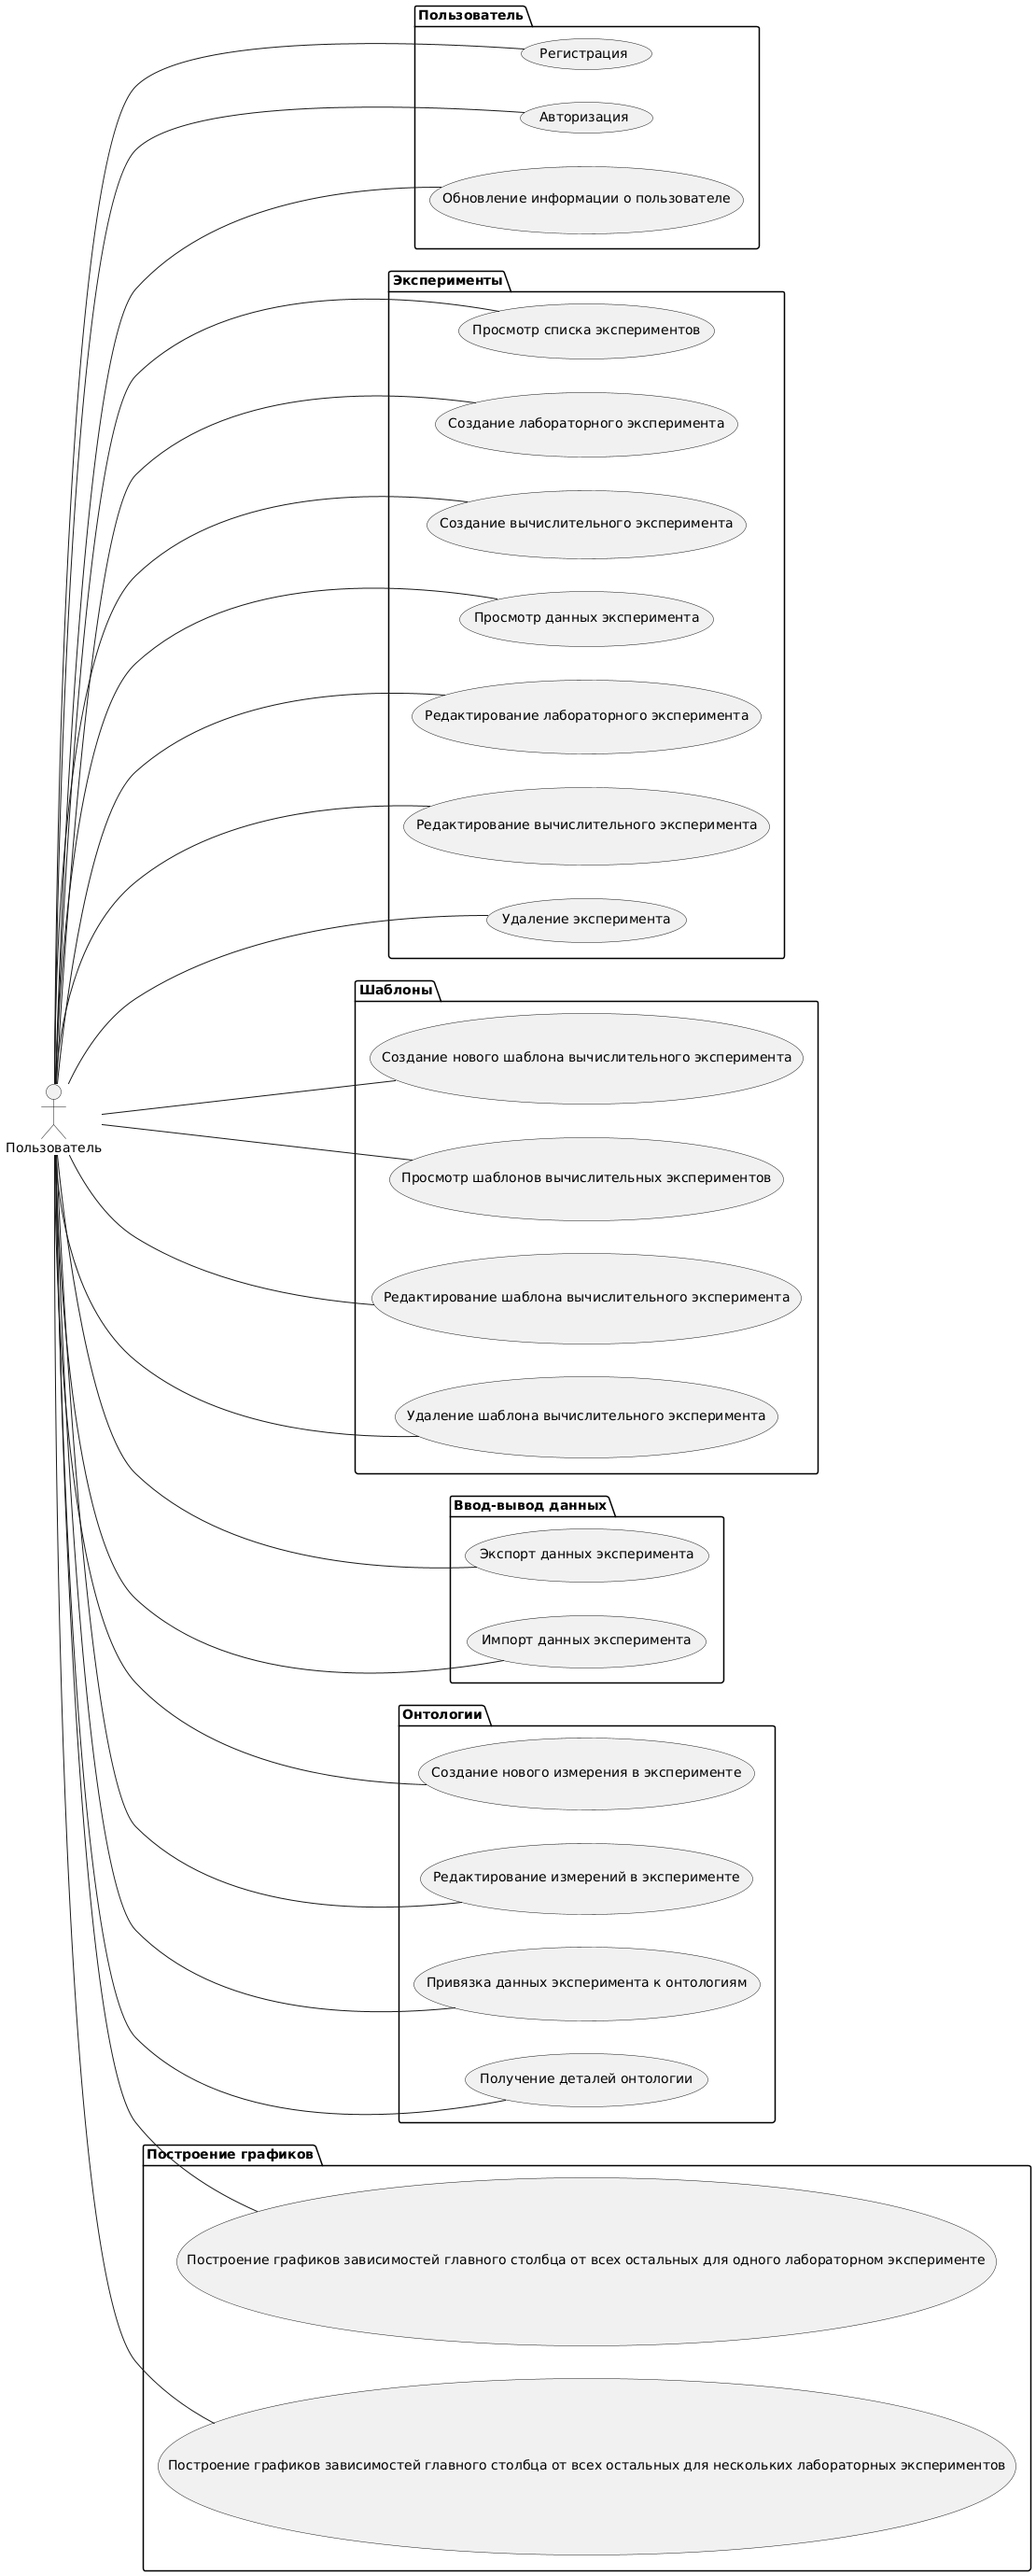 Пользователь
Регистрация
Авторизация
Обновление информации о пользователе
Эксперименты
Просмотр списка экспериментов
Создание лабораторного эксперимента
Создание вычислительного эксперимента
Просмотр данных эксперимента
Редактирование лабораторного эксперимента
Редактирование вычислительного эксперимента
Удаление эксперимента
Шаблоны
Создание нового шаблона вычислительного эксперимента
Пользователь
Просмотр шаблонов вычислительных экспериментов
Редактирование шаблона вычислительного эксперимента
Удаление шаблона вычислительного эксперимента
Ввод-вывод данных
Экспорт данных эксперимента
Импорт данных эксперимента
Онтологии
Создание нового измерения в эксперименте
Редактирование измерений в эксперименте
Привязка данных эксперимента к онтологиям
Получение деталей онтологии
Построение графиков
Построение графиков зависимостей главного столбца от всех остальных для одного лабораторном эксперименте
Построение графиков зависимостей главного столбца от всех остальных для нескольких лабораторных экспериментов